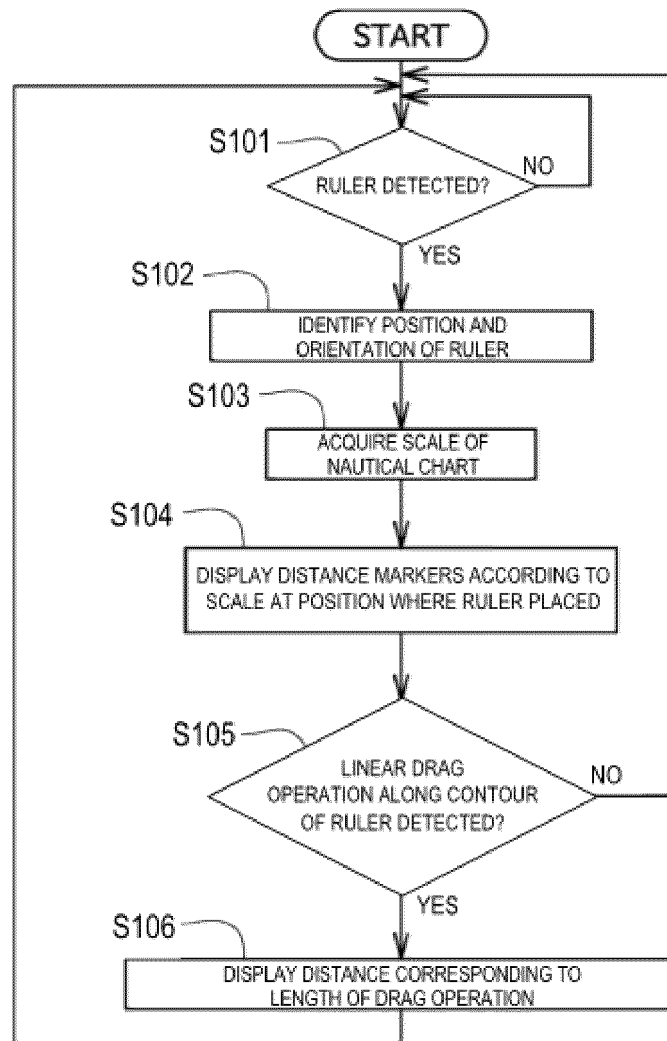 START
S101
RULER DETECTED?
NO
YES
S102
IDENTIFY POSITION AND
ORIENTATION OF RULER
S103
ACQUIRE SCALE OF
NAUTICAL CHART
S104
DISPLAY DISTANCE MARKERS ACCORDING TO
SCALE AT POSITION WHERE RULER PLACED
S105
LINEAR DRAG
OPERATION ALONG CONTOUR
OF RULER DETECTED?
NO
YES
S106
DISPLAY DISTANCE CORRESPONDING TO
LENGTH OF DRAG OPERATION